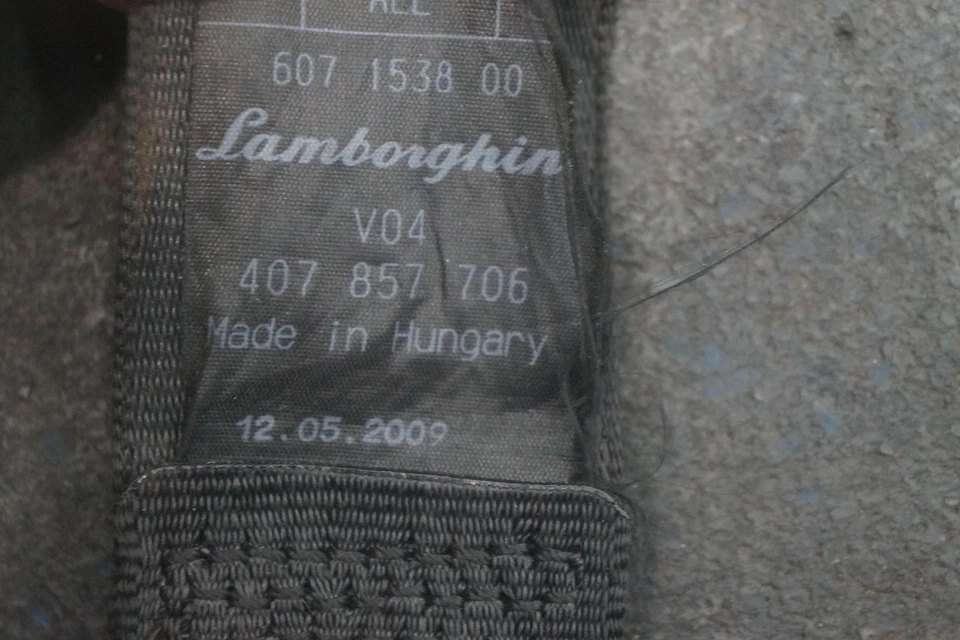 607 1538 00
Lamborghin
V04
407 857 706
Made in Hungary
12.05.2009